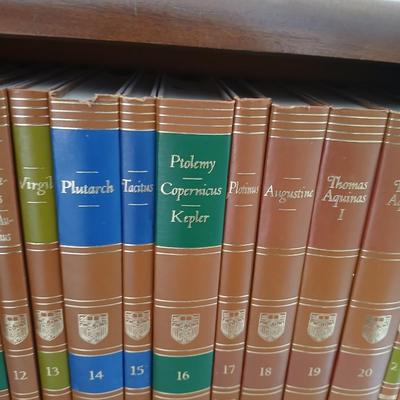 12
Virgil
13
Plutarch
14
Tacitus
15
Ptolemy
Copernicus
Kepler
16
Plotinus
17
Augustine
18
Thomas
Aquinas
I
19
20